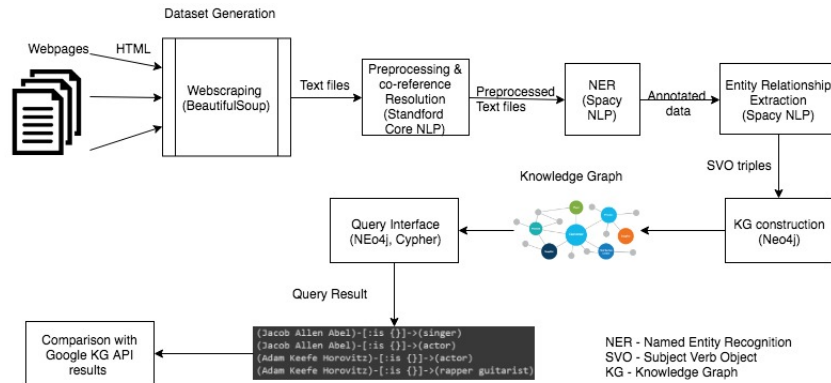 Dataset Generation
Webpages
HTML
Webscraping
(BeautifulSoup)
Text files
Preprocessing &
co-reference
Resolution
(Standford
Core NLP)
Preprocessed
Text files
NER
(Spacy
NLP)
Annotated
data
Entity Relationship
Extraction
(Spacy NLP)
SVO triples
KG construction
(Neo4j)
Knowledge Graph
Query Interface
(NEo4j, Cypher)
Query Result
(Jacob Allen Abel)-[:is {}]->(singer)
(Jacob Allen Abel)-[:is {}]->(actor)
(Adam Keefe Horovitz)-[:is {}]->(actor)
(Adam Keefe Horovitz)-[:is {}]->(rapper guitarist)
Comparison with
Google KG API
results
NER - Named Entity Recognition
SVO - Subject Verb Object
KG - Knowledge Graph